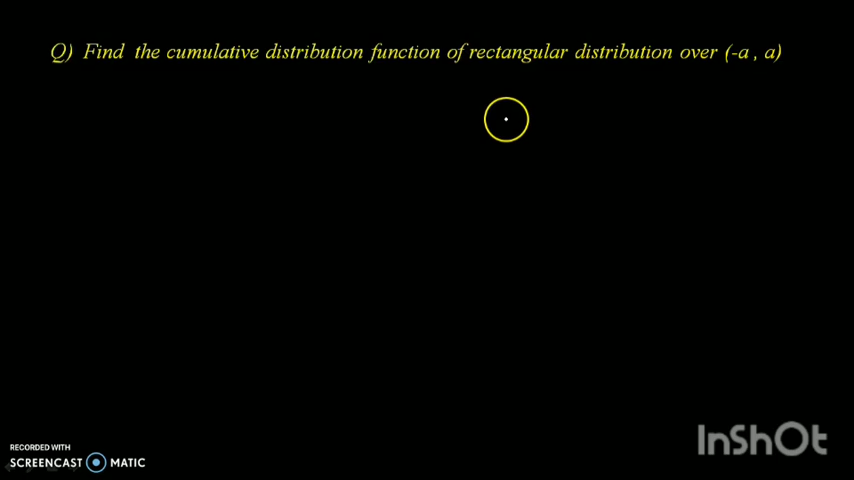 Q) Find the cumulative distribution function of rectangular distribution over (-a , a)
RECORDED WITH
SCREENCAST MATIC
InShOt